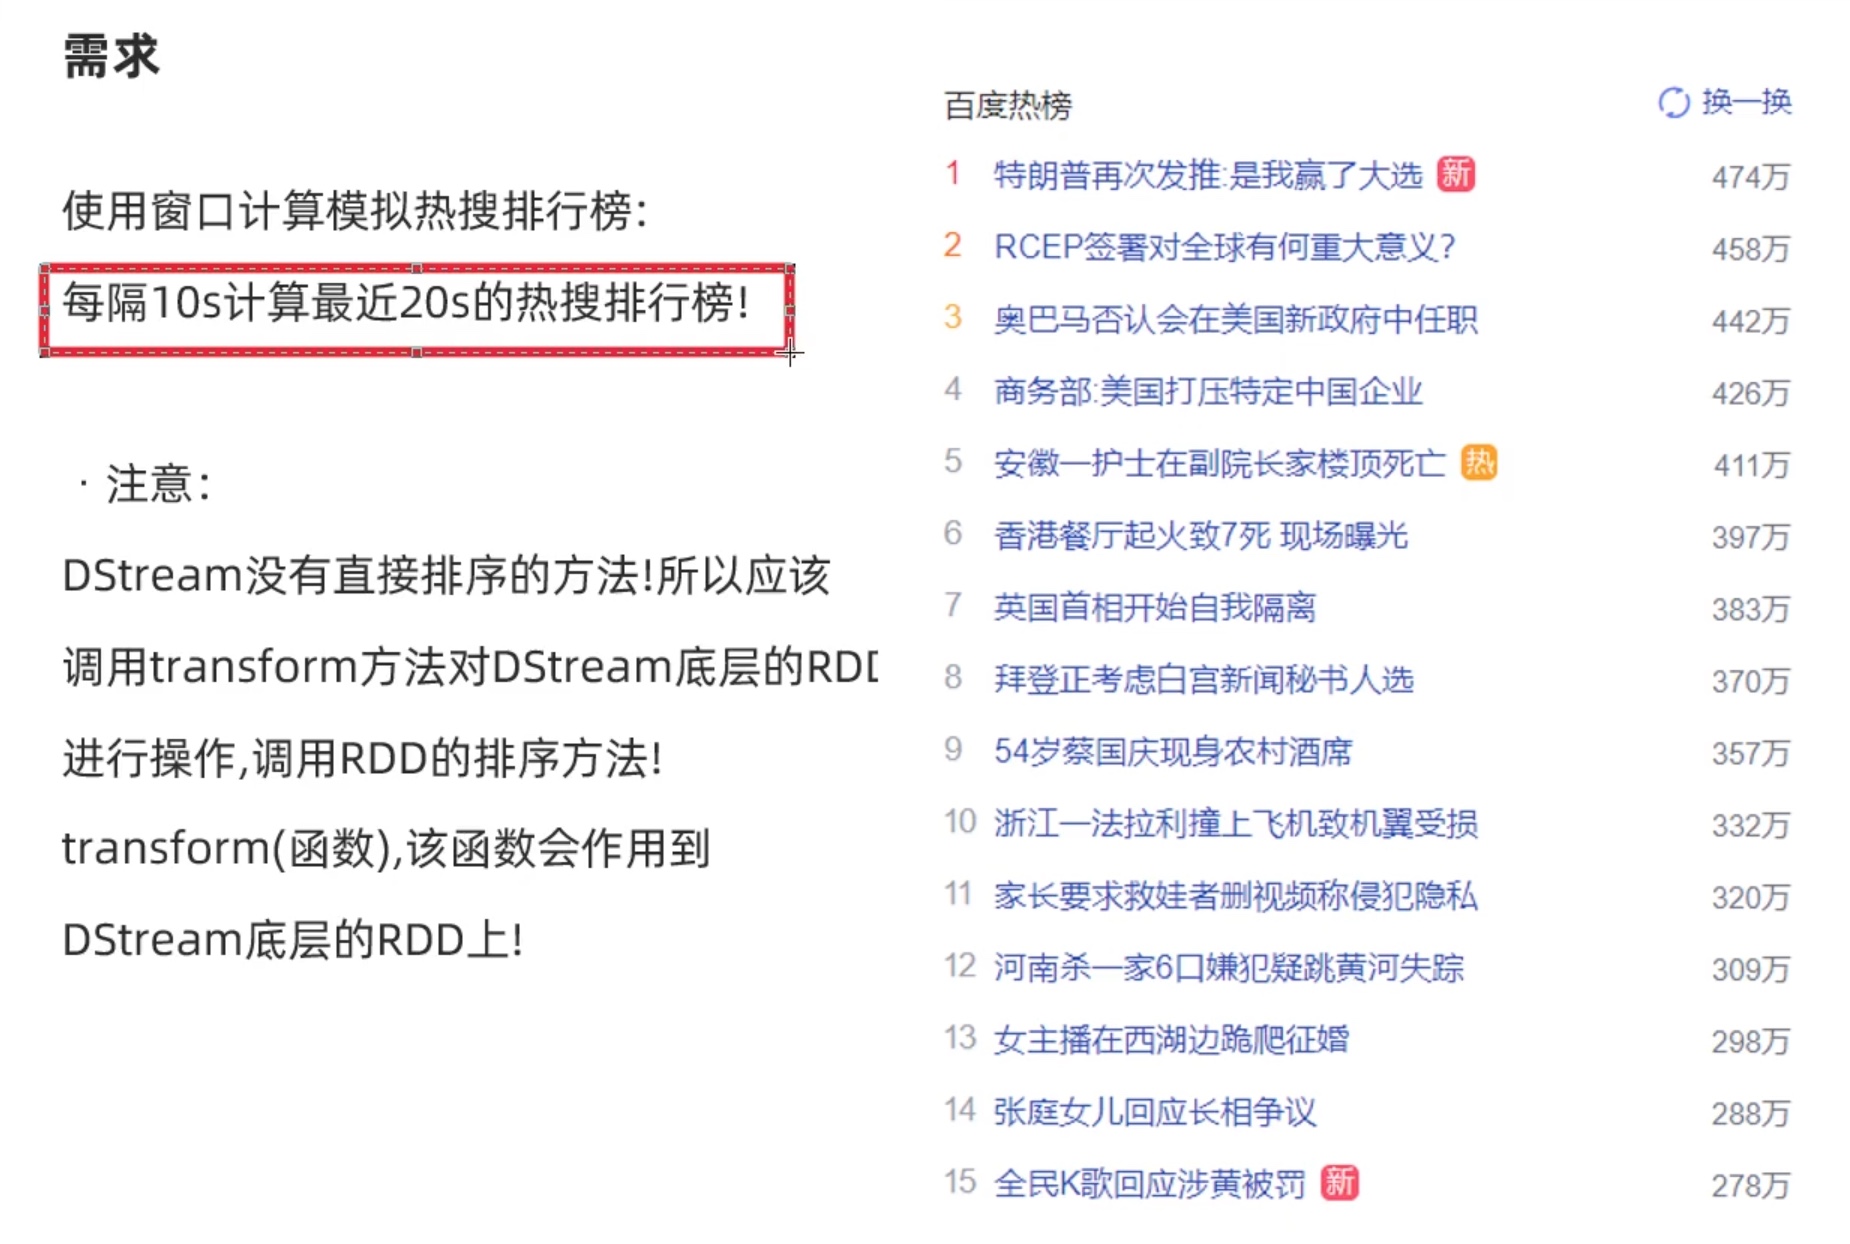 需求
使用窗口计算模拟热搜排行榜:
每隔10s计算最近20s的热搜排行榜!
· 注意:
DStream没有直接排序的方法!所以应该
调用transform方法对DStream底层的RDD
进行操作,调用RDD的排序方法!
transform(函数),该函数会作用到
DStream底层的RDD上!
百度热榜 换一换
1 特朗普再次发推:是我赢了大选 新 474万
2 RCEP签署对全球有何重大意义? 458万
3 奥巴马否认会在美国新政府中任职 442万
4 商务部:美国打压特定中国企业 426万
5 安徽一护士在副院长家楼顶死亡 热 411万
6 香港餐厅起火致7死 现场曝光 397万
7 英国首相开始自我隔离 383万
8 拜登正考虑白宫新闻秘书人选 370万
9 54岁蔡国庆现身农村酒席 357万
10 浙江一法拉利撞上飞机致机翼受损 332万
11 家长要求救娃者删视频称侵犯隐私 320万
12 河南杀一家6口嫌犯疑跳黄河失踪 309万
13 女主播在西湖边跪爬征婚 298万
14 张庭女儿回应长相争议 288万
15 全民K歌回应涉黄被罚 新 278万